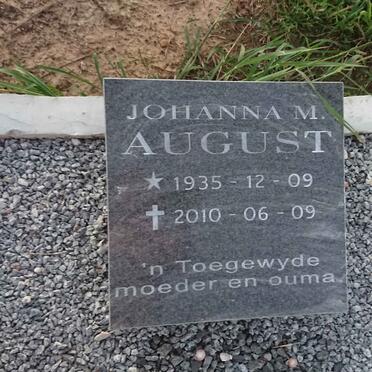 JOHANNA M.
AUGUST
★ 1935 - 12 - 09
✝ 2010 - 06 - 09
'n Toegewyde
moeder en ouma.